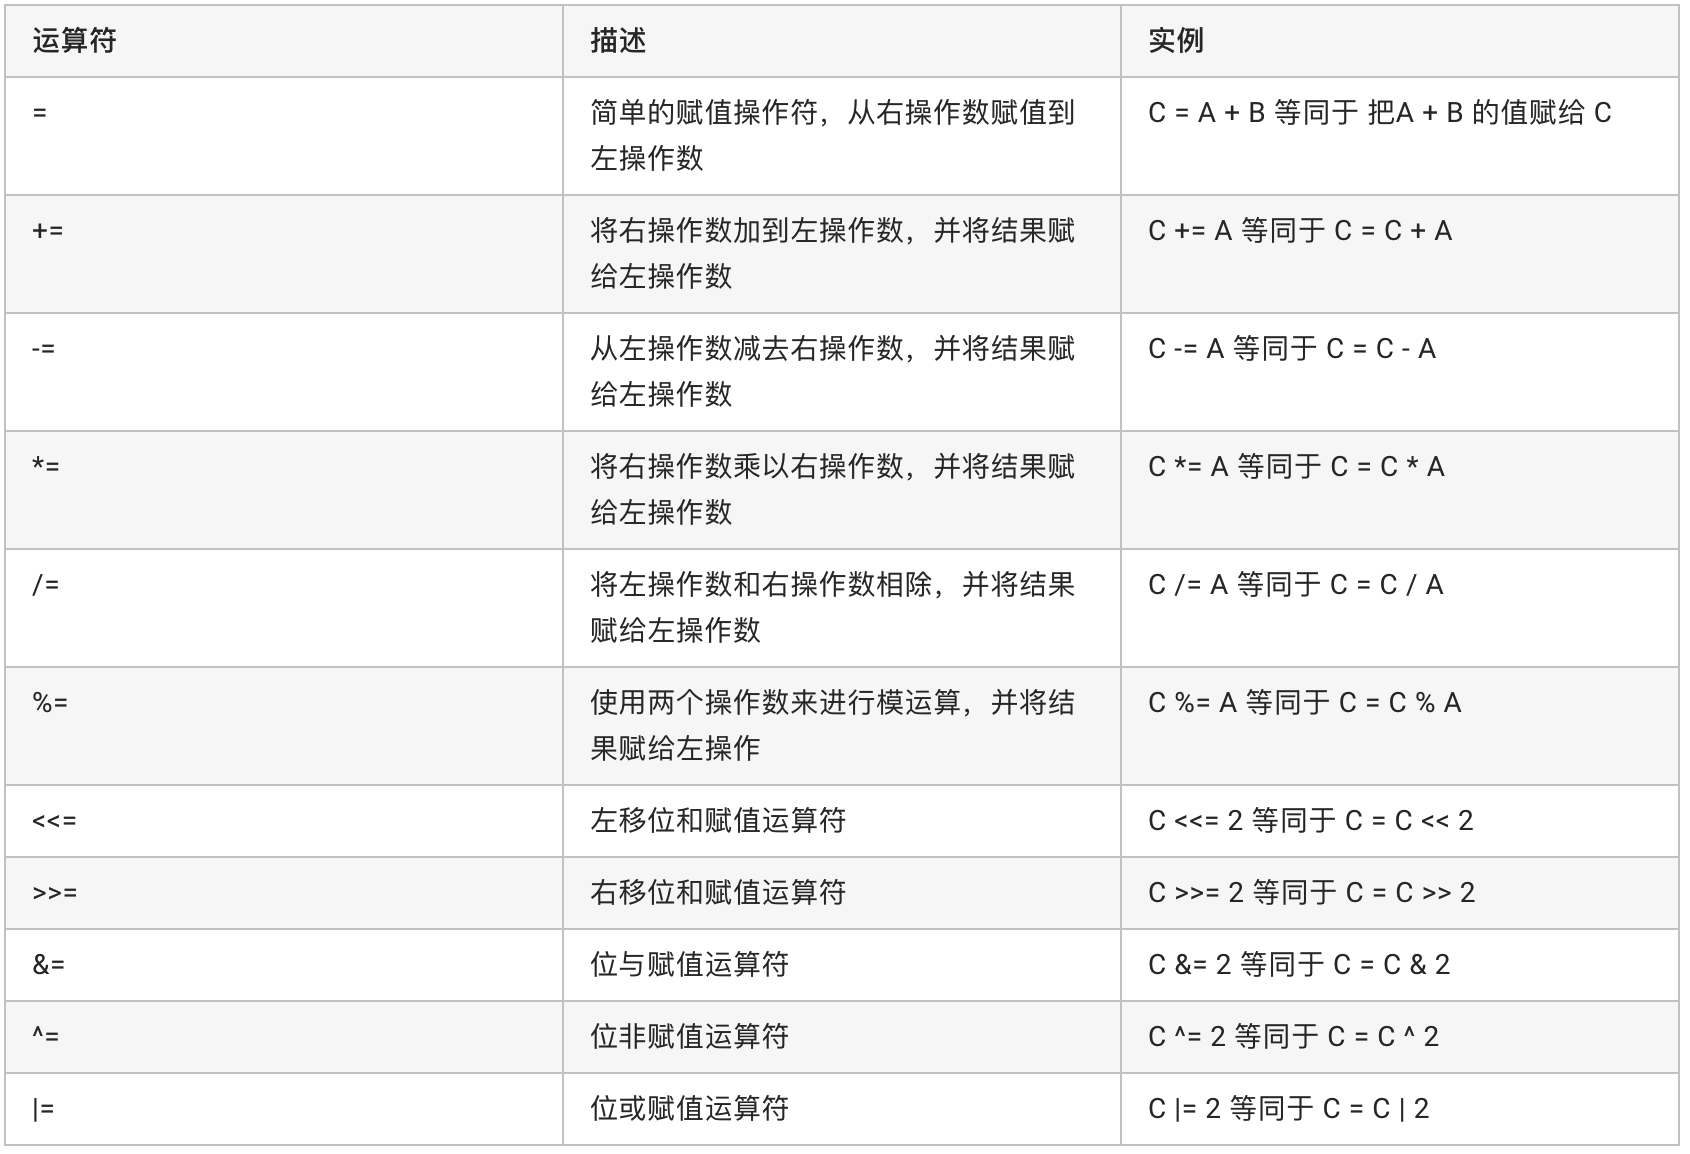 运算符 描述 实例
= 简单的赋值操作符，从右操作数赋值到 C = A + B 等同于 把A + B 的值赋给 C
左操作数
+= 将右操作数加到左操作数，并将结果赋 C += A 等同于 C = C + A
给左操作数
-= 从左操作数减去右操作数，并将结果赋 C -= A 等同于 C = C - A
给左操作数
*= 将右操作数乘以右操作数，并将结果赋 C *= A 等同于 C = C * A
给左操作数
/= 将左操作数和右操作数相除，并将结果 C /= A 等同于 C = C / A
赋给左操作数
%= 使用两个操作数来进行模运算，并将结 C %= A 等同于 C = C % A
果赋给左操作
<<= 左移位和赋值运算符 C <<= 2 等同于 C = C << 2
>>= 右移位和赋值运算符 C >>= 2 等同于 C = C >> 2
&= 位与赋值运算符 C &= 2 等同于 C = C & 2
^= 位非赋值运算符 C ^= 2 等同于 C = C ^ 2
|= 位或赋值运算符 C |= 2 等同于 C = C | 2